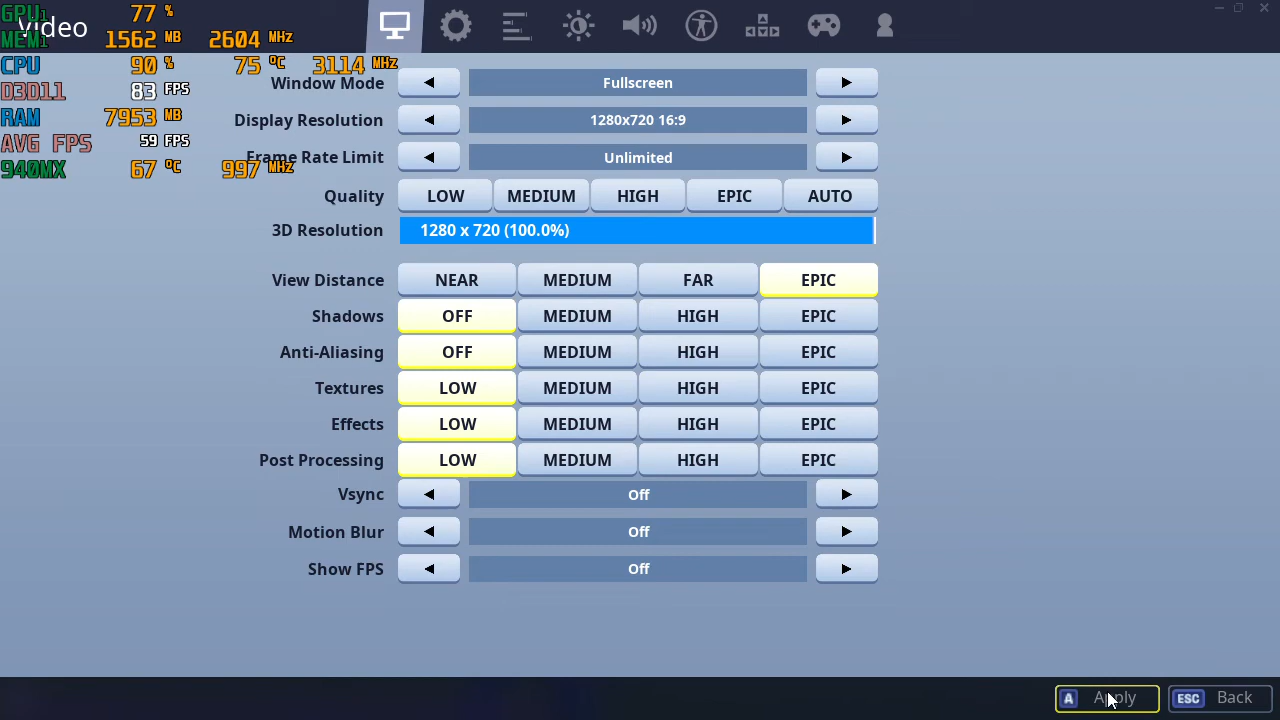 Video
GPU1 77 %
MEM1 1562 MB 2604 MHz
CPU 90 % 75 °C 3114 MHz
D3D11 83 FPS
RAM 7953 MB
AVG FPS 59 FPS
940MX 67 °C 997 MHz
Window Mode Fullscreen
Display Resolution 1280x720 16:9
Frame Rate Limit Unlimited
Quality LOW MEDIUM HIGH EPIC AUTO
3D Resolution 1280 x 720 (100.0%)
View Distance NEAR MEDIUM FAR EPIC
Shadows OFF MEDIUM HIGH EPIC
Anti-Aliasing OFF MEDIUM HIGH EPIC
Textures LOW MEDIUM HIGH EPIC
Effects LOW MEDIUM HIGH EPIC
Post Processing LOW MEDIUM HIGH EPIC
Vsync Off
Motion Blur Off
Show FPS Off
A Apply ESC Back